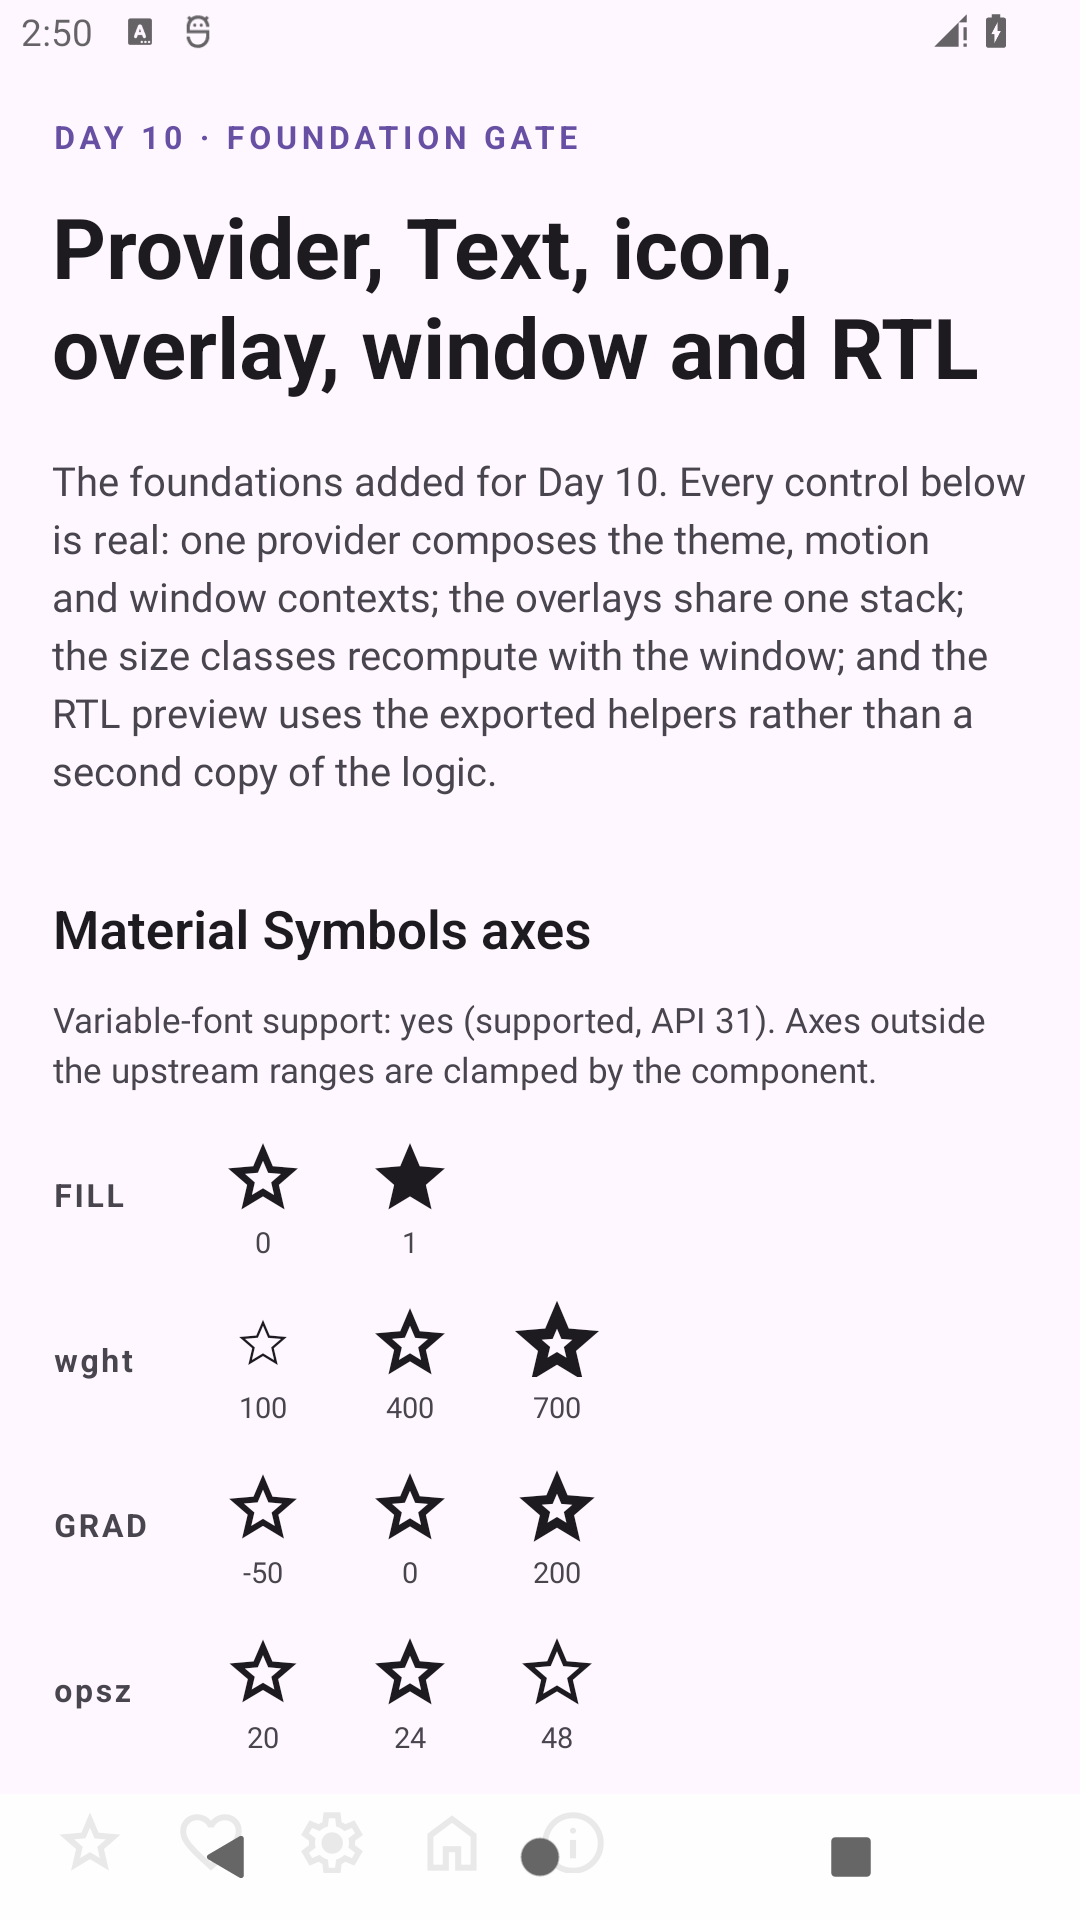 2:50
DAY 10 · FOUNDATION GATE
Provider, Text, icon,
overlay, window and RTL
The foundations added for Day 10. Every control below
is real: one provider composes the theme, motion
and window contexts; the overlays share one stack;
the size classes recompute with the window; and the
RTL preview uses the exported helpers rather than a
second copy of the logic.
Material Symbols axes
Variable-font support: yes (supported, API 31). Axes outside
the upstream ranges are clamped by the component.
FILL
0 1
wght
100 400 700
GRAD
-50 0 200
opsz
20 24 48